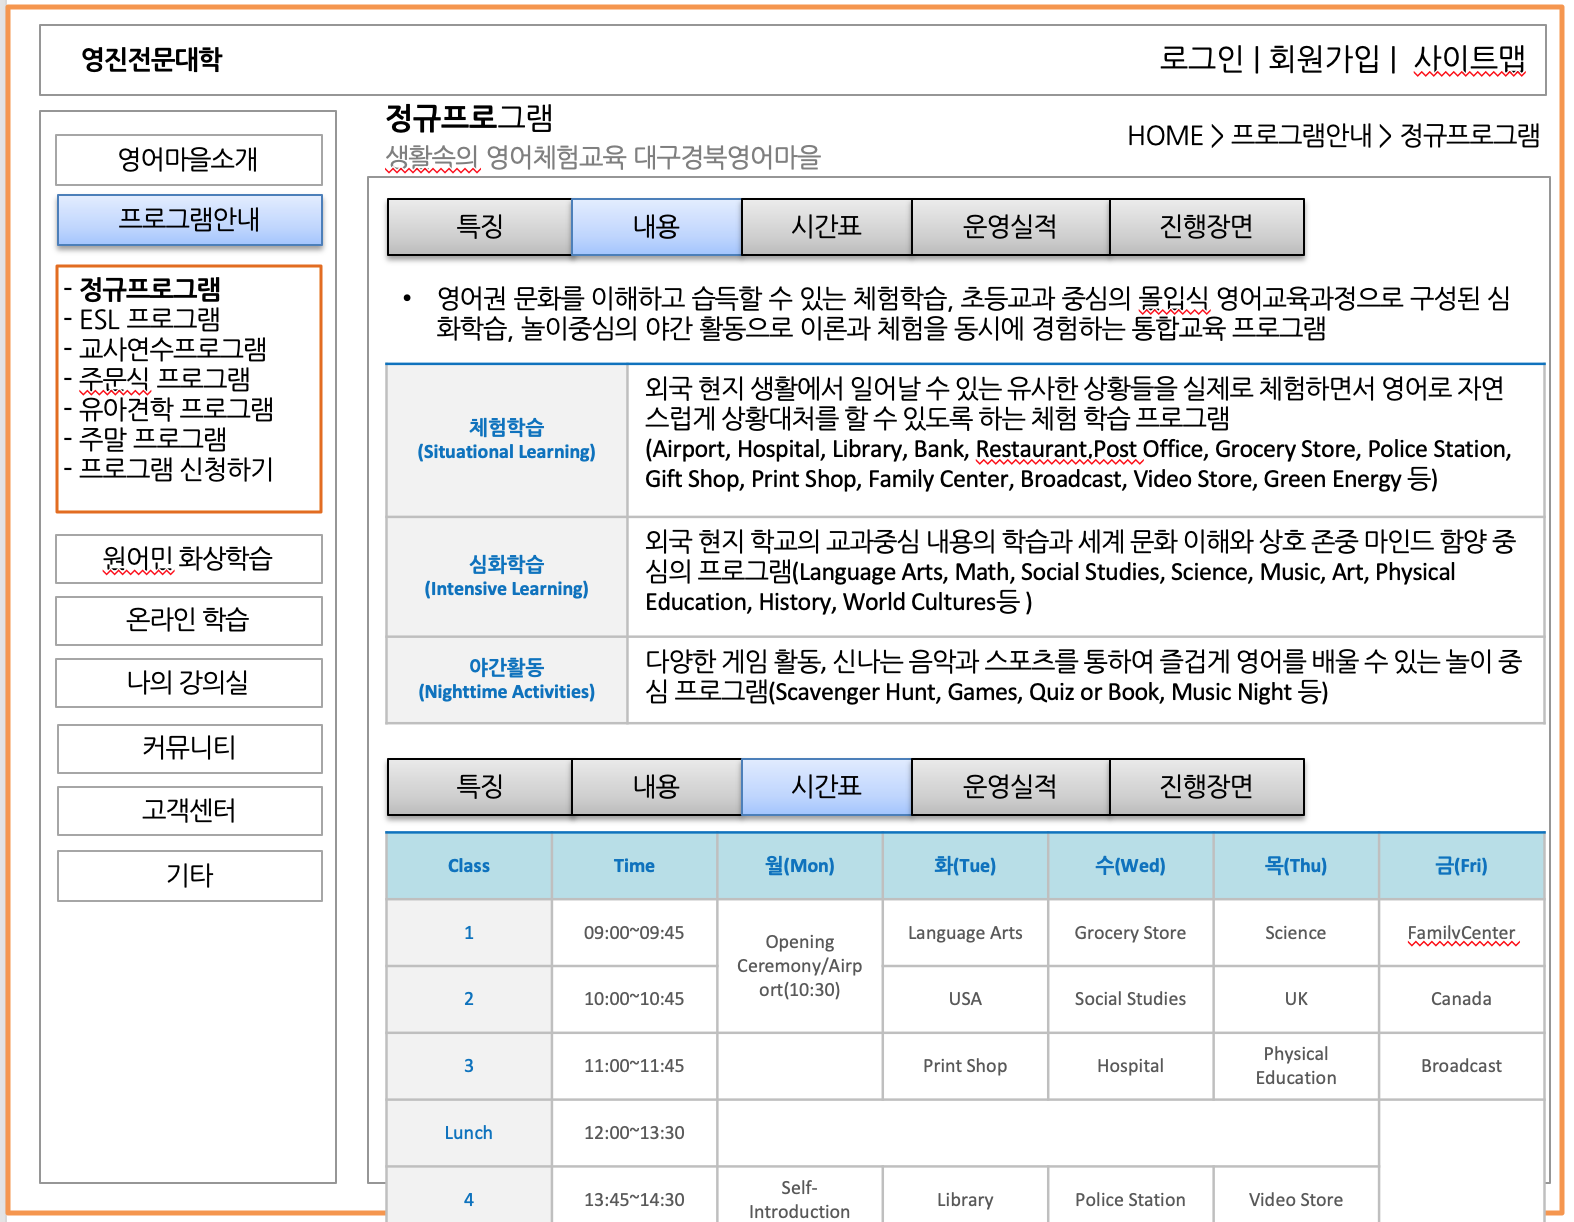 영진전문대학
로그인 | 회원가입 | 사이트맵
영어마을소개
프로그램안내
- 정규프로그램
- ESL 프로그램
- 교사연수프로그램
- 주문식 프로그램
- 유아견학 프로그램
- 주말 프로그램
- 프로그램 신청하기
원어민 화상학습
온라인 학습
나의 강의실
커뮤니티
고객센터
기타
정규프로그램
생활속의 영어체험교육 대구경북영어마을
HOME > 프로그램안내 > 정규프로그램
특징 내용 시간표 운영실적 진행장면
• 영어권 문화를 이해하고 습득할 수 있는 체험학습, 초등교과 중심의 몰입식 영어교육과정으로 구성된 심
화학습, 놀이중심의 야간 활동으로 이론과 체험을 동시에 경험하는 통합교육 프로그램
체험학습
(Situational Learning)
외국 현지 생활에서 일어날 수 있는 유사한 상황들을 실제로 체험하면서 영어로 자연
스럽게 상황대처를 할 수 있도록 하는 체험 학습 프로그램
(Airport, Hospital, Library, Bank, Restaurant,Post Office, Grocery Store, Police Station,
Gift Shop, Print Shop, Family Center, Broadcast, Video Store, Green Energy 등)
심화학습
(Intensive Learning)
외국 현지 학교의 교과중심 내용의 학습과 세계 문화 이해와 상호 존중 마인드 함양 중
심의 프로그램(Language Arts, Math, Social Studies, Science, Music, Art, Physical
Education, History, World Cultures등 )
야간활동
(Nighttime Activities)
다양한 게임 활동, 신나는 음악과 스포츠를 통하여 즐겁게 영어를 배울 수 있는 놀이 중
심 프로그램(Scavenger Hunt, Games, Quiz or Book, Music Night 등)
특징 내용 시간표 운영실적 진행장면
Class Time 월(Mon) 화(Tue) 수(Wed) 목(Thu) 금(Fri)
1 09:00~09:45 Language Arts Grocery Store Science FamilyCenter
Opening
Ceremony/Airp
ort(10:30)
2 10:00~10:45 USA Social Studies UK Canada
3 11:00~11:45 Print Shop Hospital Physical
Education Broadcast
Lunch 12:00~13:30
4 13:45~14:30 Self-
Introduction Library Police Station Video Store